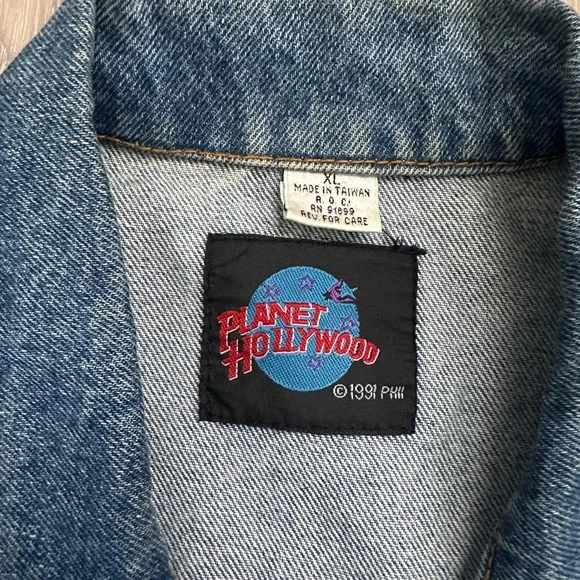 XL
MADE IN TAIWAN
R. O. C.
RN 91899
REV. FOR CARE
PLANET
HOLLYWOOD
©1991 PHII